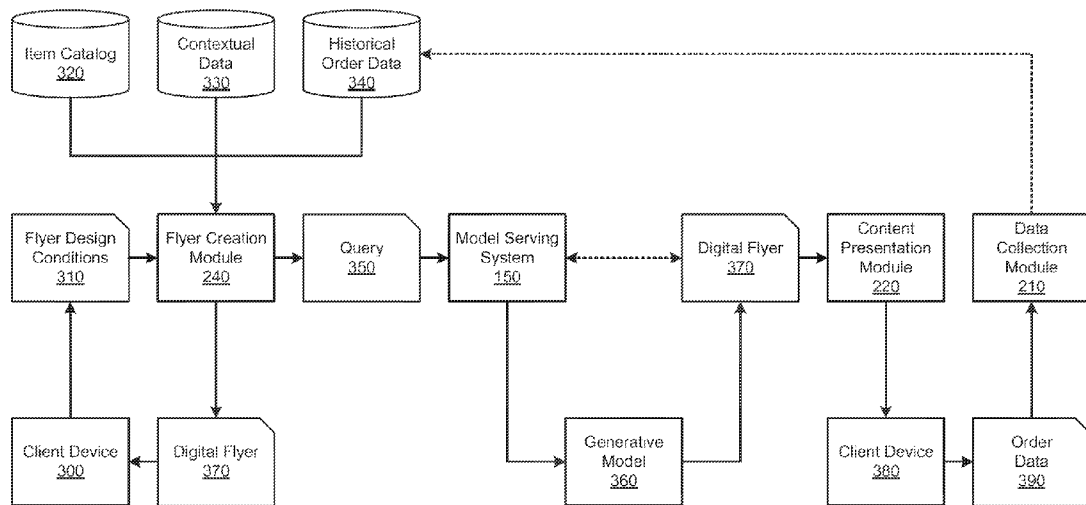 Item Catalog
320
Contextual
Data
330
Historical
Order Data
340
Flyer Design
Conditions
310
Flyer Creation
Module
240
Query
350
Model Serving
System
150
Digital Flyer
370
Content
Presentation
Module
220
Data
Collection
Module
210
Client Device
300
Digital Flyer
370
Generative
Model
360
Client Device
380
Order
Data
390